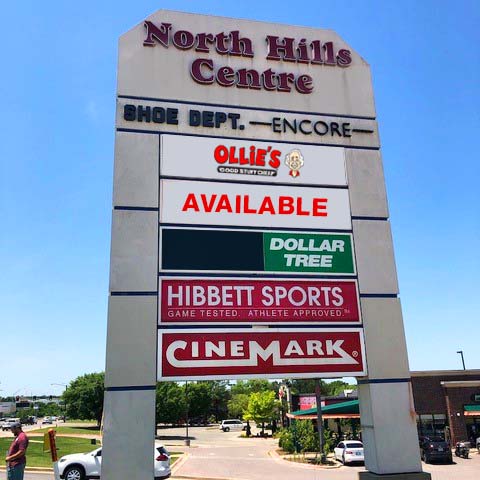 North Hills
Centre
SHOE DEPT. —ENCORE—
OLLIE'S
GOOD STUFF CHEAP
AVAILABLE
DOLLAR
TREE
HIBBETT SPORTS
GAME TESTED. ATHLETE APPROVED.
CINEMARK